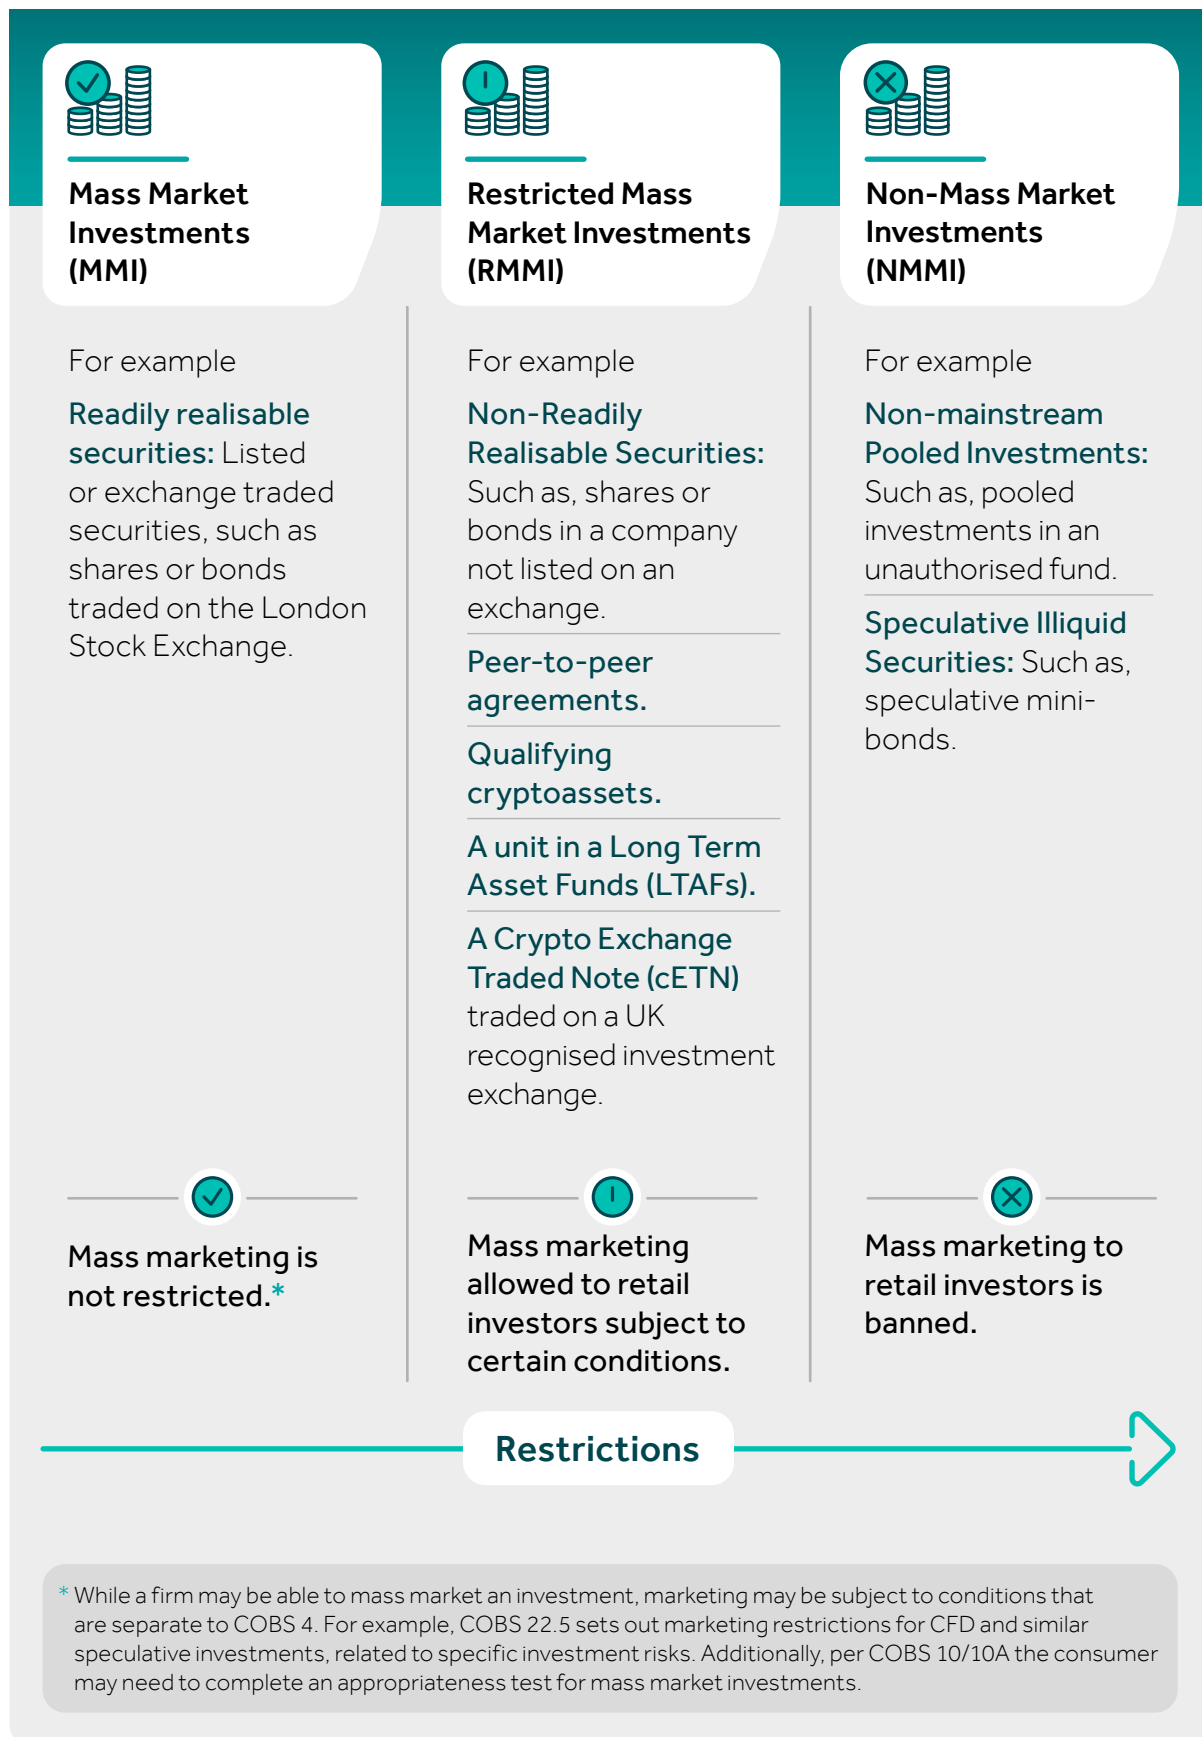 Mass Market
Investments
(MMI)
For example
Readily realisable
securities: Listed
or exchange traded
securities, such as
shares or bonds
traded on the London
Stock Exchange.
Mass marketing is
not restricted.*
Restricted Mass
Market Investments
(RMMI)
For example
Non-Readily
Realisable Securities:
Such as, shares or
bonds in a company
not listed on an
exchange.
Peer-to-peer
agreements.
Qualifying
cryptoassets.
A unit in a Long Term
Asset Funds (LTAFs).
A Crypto Exchange
Traded Note (cETN)
traded on a UK
recognised investment
exchange.
Mass marketing
allowed to retail
investors subject to
certain conditions.
Non-Mass Market
Investments
(NMMI)
For example
Non-mainstream
Pooled Investments:
Such as, pooled
investments in an
unauthorised fund.
Speculative Illiquid
Securities: Such as,
speculative mini-
bonds.
Mass marketing to
retail investors is
banned.
Restrictions
* While a firm may be able to mass market an investment, marketing may be subject to conditions that
are separate to COBS 4. For example, COBS 22.5 sets out marketing restrictions for CFD and similar
speculative investments, related to specific investment risks. Additionally, per COBS 10/10A the consumer
may need to complete an appropriateness test for mass market investments.